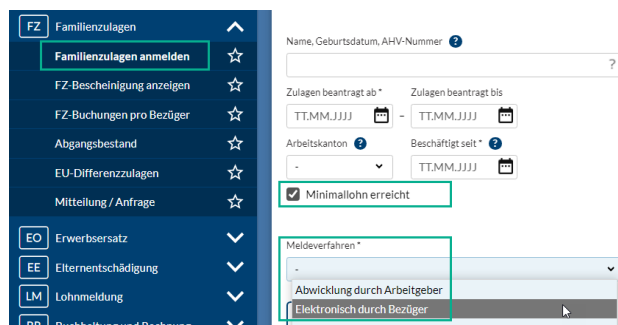 FZ Familienzulagen
Familienzulagen anmelden
FZ-Bescheinigung anzeigen
FZ-Buchungen pro Bezüger
Abgangsbestand
EU-Differenzzulagen
Mitteilung / Anfrage
EO Erwerbsersatz
EE Elternentschädigung
LM Lohnmeldung
Name, Geburtsdatum, AHV-Nummer ?
?
Zulagen beantragt ab * Zulagen beantragt bis
TT.MM.JJJJ – TT.MM.JJJJ
Arbeitskanton ? Beschäftigt seit * ?
- TT.MM.JJJJ
Minimallohn erreicht
Meldeverfahren *
-
Abwicklung durch Arbeitgeber
Elektronisch durch Bezüger